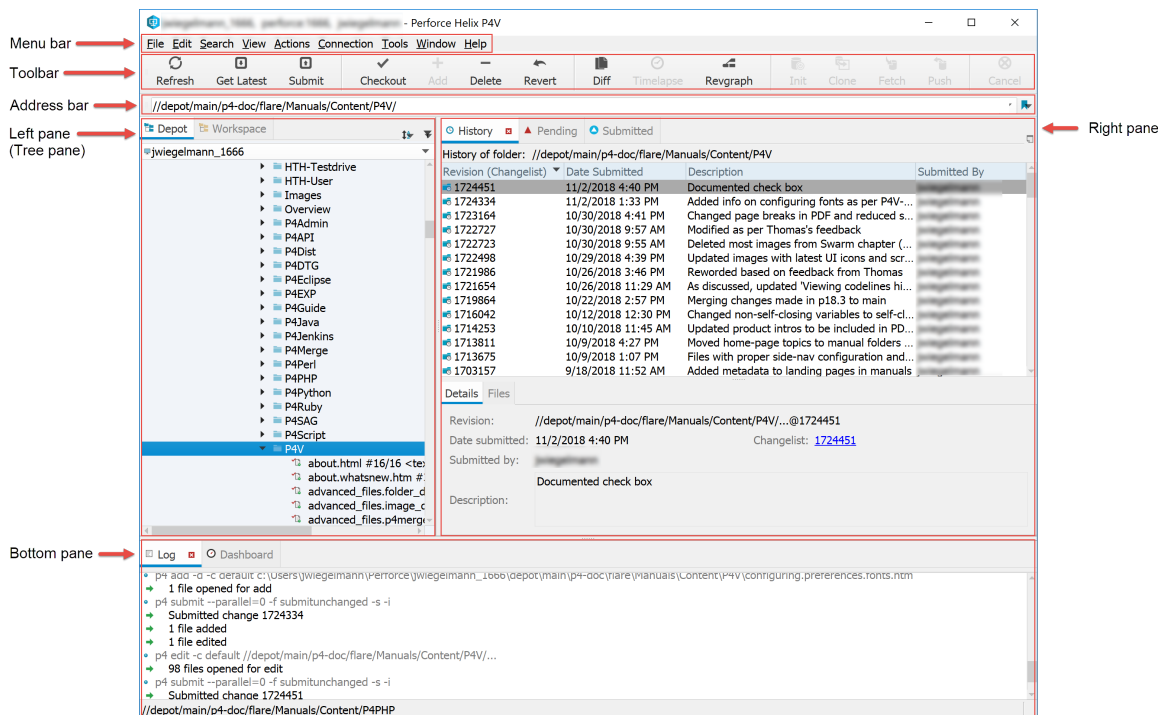 - Perforce Helix P4V
Menu bar
File Edit Search View Actions Connection Tools Window Help
Toolbar
Refresh Get Latest Submit Checkout Add Delete Revert Diff Timelapse Revgraph Init Clone Fetch Push Cancel
Address bar
//depot/main/p4-doc/flare/Manuals/Content/P4V/
Left pane
(Tree pane)
Right pane
Depot Workspace
jwiegelmann_1666
HTH-Testdrive
HTH-User
Images
Overview
P4Admin
P4API
P4Dist
P4DTG
P4Eclipse
P4EXP
P4Guide
P4Java
P4Jenkins
P4Merge
P4Perl
P4PHP
P4Python
P4Ruby
P4SAG
P4Script
P4V
about.html #16/16 <tex
about.whatsnew.htm #
advanced_files.folder_d
advanced_files.image_c
advanced_files.p4merge
History Pending Submitted
History of folder: //depot/main/p4-doc/flare/Manuals/Content/P4V
Revision (Changelist) Date Submitted Description Submitted By
1724451 11/2/2018 4:40 PM Documented check box
1724334 11/2/2018 1:33 PM Added info on configuring fonts as per P4V-...
1723164 10/30/2018 4:41 PM Changed page breaks in PDF and reduced s...
1722727 10/30/2018 9:57 AM Modified as per Thomas's feedback
1722723 10/30/2018 9:55 AM Deleted most images from Swarm chapter (...
1722498 10/29/2018 4:39 PM Updated images with latest UI icons and scr...
1721986 10/26/2018 3:46 PM Reworded based on feedback from Thomas
1721654 10/26/2018 11:29 AM As discussed, updated 'Viewing codelines hi...
1719864 10/22/2018 2:57 PM Merging changes made in p18.3 to main
1716042 10/12/2018 12:30 PM Changed non-self-closing variables to self-cl...
1714253 10/10/2018 11:45 AM Updated product intros to be included in PD...
1713811 10/9/2018 4:27 PM Moved home-page topics to manual folders ...
1713675 10/9/2018 1:07 PM Files with proper side-nav configuration and...
1703157 9/18/2018 11:52 AM Added metadata to landing pages in manuals
Details Files
Revision: //depot/main/p4-doc/flare/Manuals/Content/P4V/...@1724451
Date submitted: 11/2/2018 4:40 PM Changelist: 1724451
Submitted by:
Description: Documented check box
Bottom pane
Log Dashboard
p4 add -d -c default c:\Users\jwiegelmann\Perforce\jwiegelmann_1666\depot\main\p4-doc\flare\Manuals\Content\P4V\configuring.preferences.fonts.htm
1 file opened for add
p4 submit --parallel=0 -f submitunchanged -s -i
Submitted change 1724334
1 file added
1 file edited
p4 edit -c default //depot/main/p4-doc/flare/Manuals/Content/P4V/...
98 files opened for edit
p4 submit --parallel=0 -f submitunchanged -s -i
Submitted change 1724451
//depot/main/p4-doc/flare/Manuals/Content/P4PHP